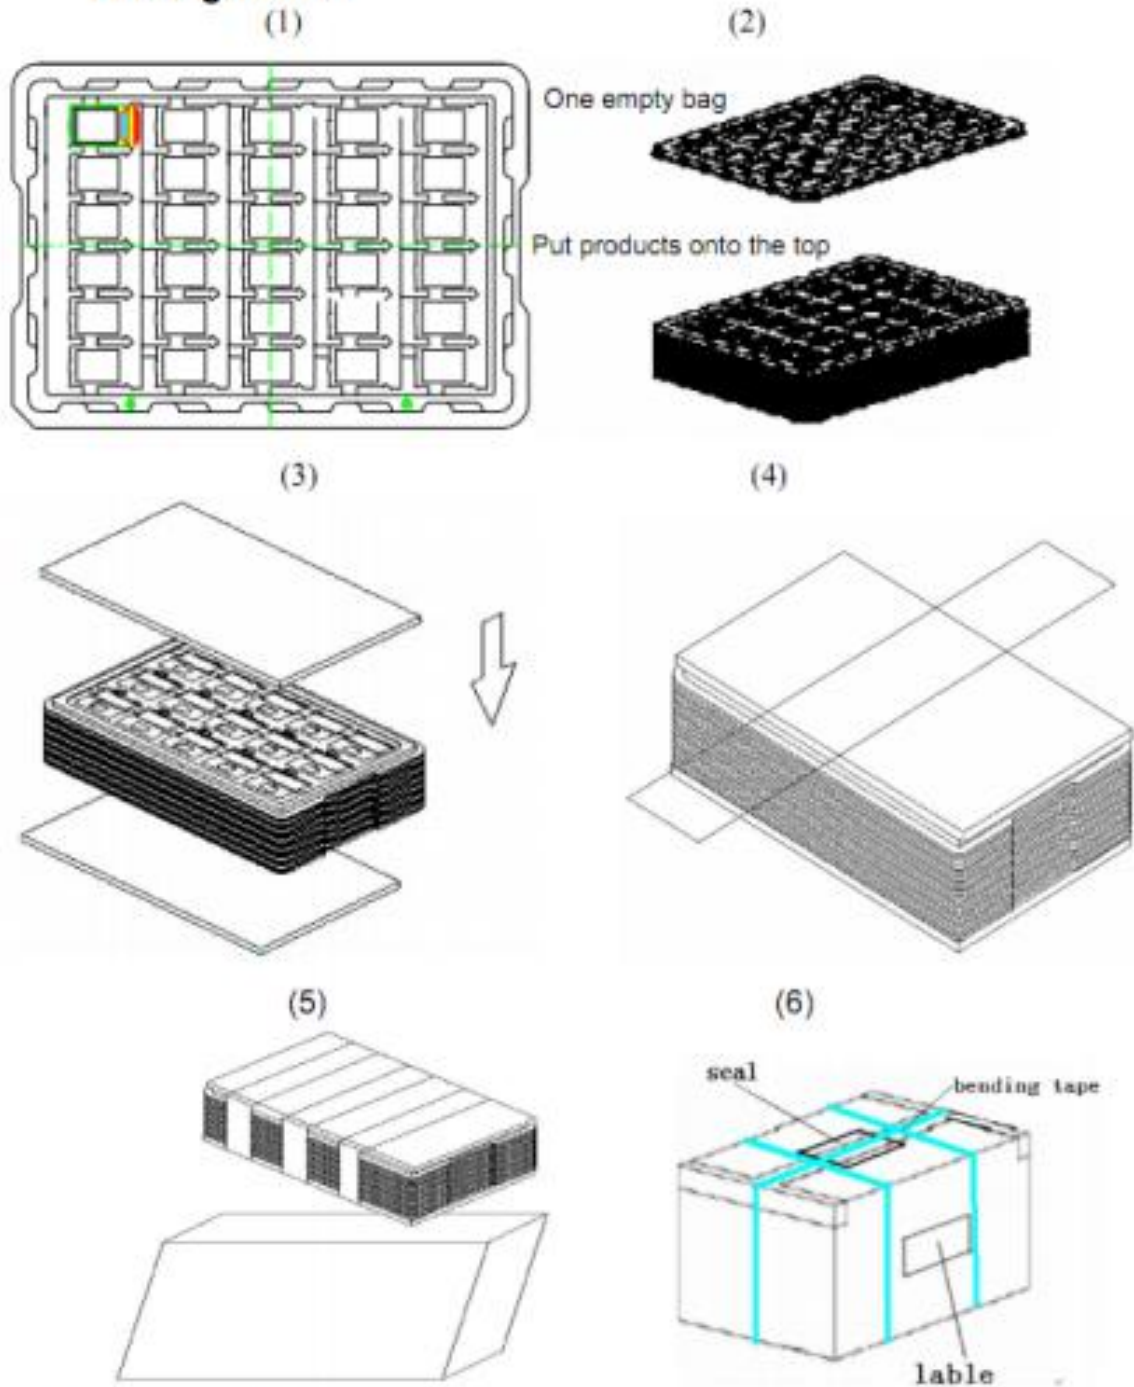 (1)
(2)
One empty bag
Put products onto the top
(3)
(4)
(5)
(6)
seal
bending tape
lable